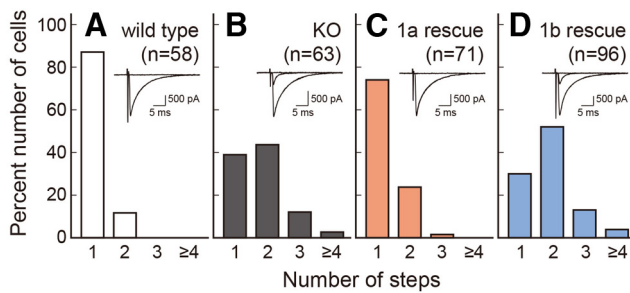 A wild type (n=58)
B KO (n=63)
C 1a rescue (n=71)
D 1b rescue (n=96)
Percent number of cells
100
80
60
40
20
0
500 pA
5 ms
500 pA
5 ms
500 pA
5 ms
500 pA
5 ms
1 2 3 ≥4
1 2 3 ≥4
1 2 3 ≥4
1 2 3 ≥4
Number of steps